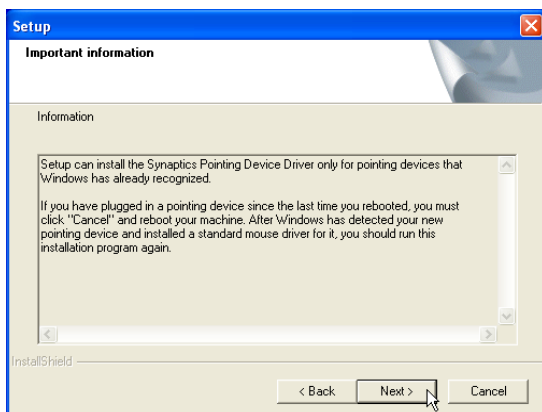 Setup
Important information
Information
Setup can install the Synaptics Pointing Device Driver only for pointing devices that
Windows has already recognized.
If you have plugged in a pointing device since the last time you rebooted, you must
click "Cancel" and reboot your machine. After Windows has detected your new
pointing device and installed a standard mouse driver for it, you should run this
installation program again.
InstallShield
< Back
Next >
Cancel